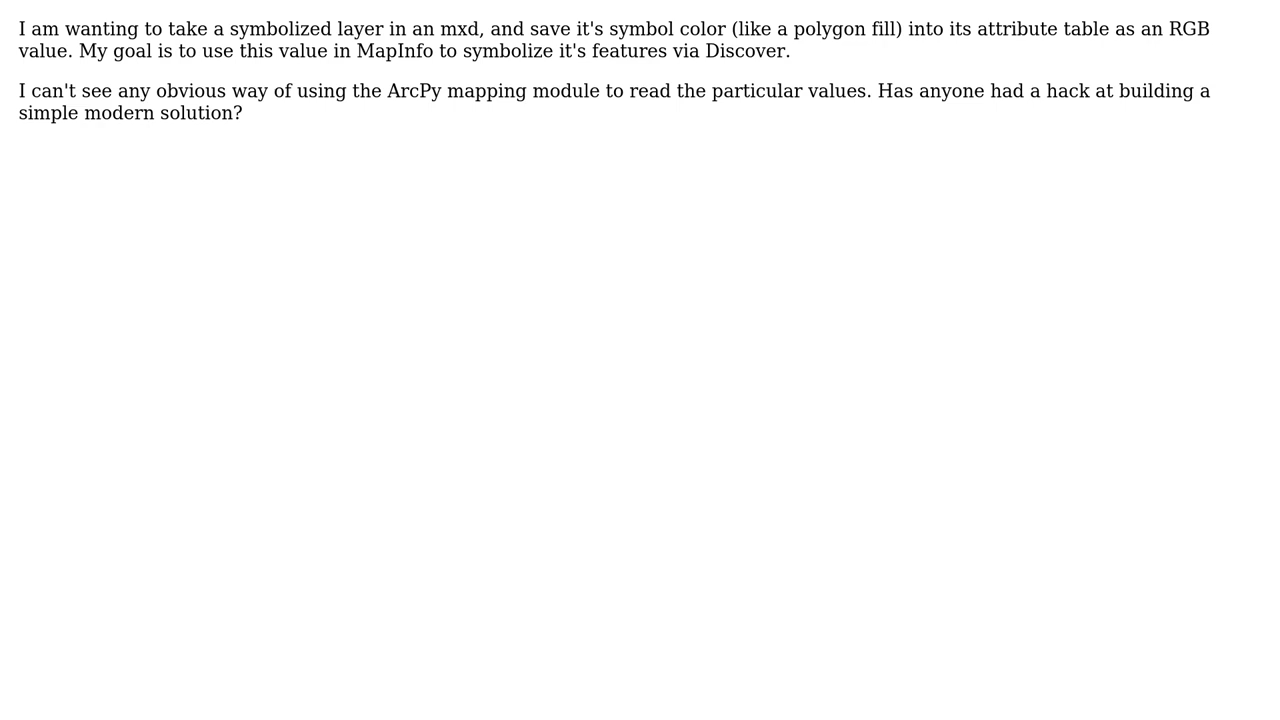 I am wanting to take a symbolized layer in an mxd, and save it's symbol color (like a polygon fill) into its attribute table as an RGB
value. My goal is to use this value in MapInfo to symbolize it's features via Discover.
I can't see any obvious way of using the ArcPy mapping module to read the particular values. Has anyone had a hack at building a
simple modern solution?